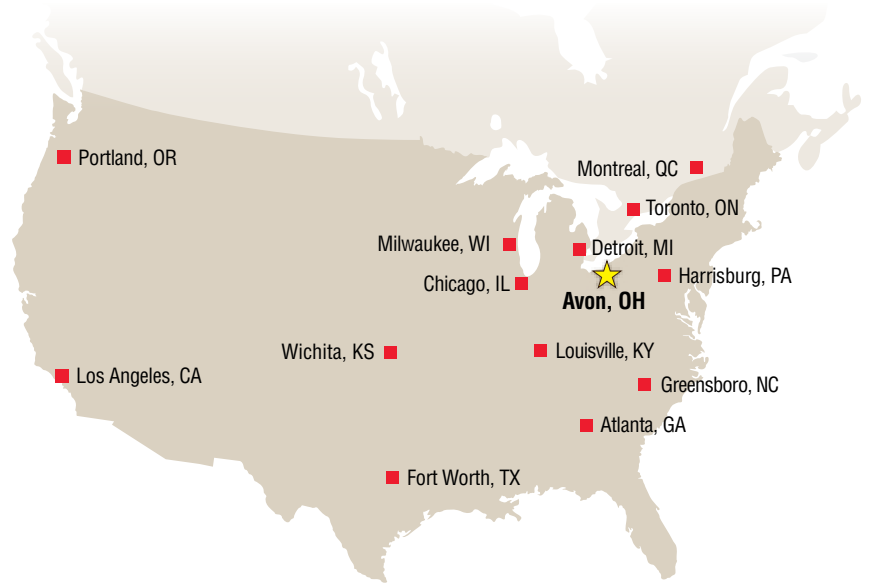 Portland, OR
Montreal, QC
Toronto, ON
Milwaukee, WI
Detroit, MI
Chicago, IL
Harrisburg, PA
Avon, OH
Wichita, KS
Louisville, KY
Los Angeles, CA
Greensboro, NC
Atlanta, GA
Fort Worth, TX